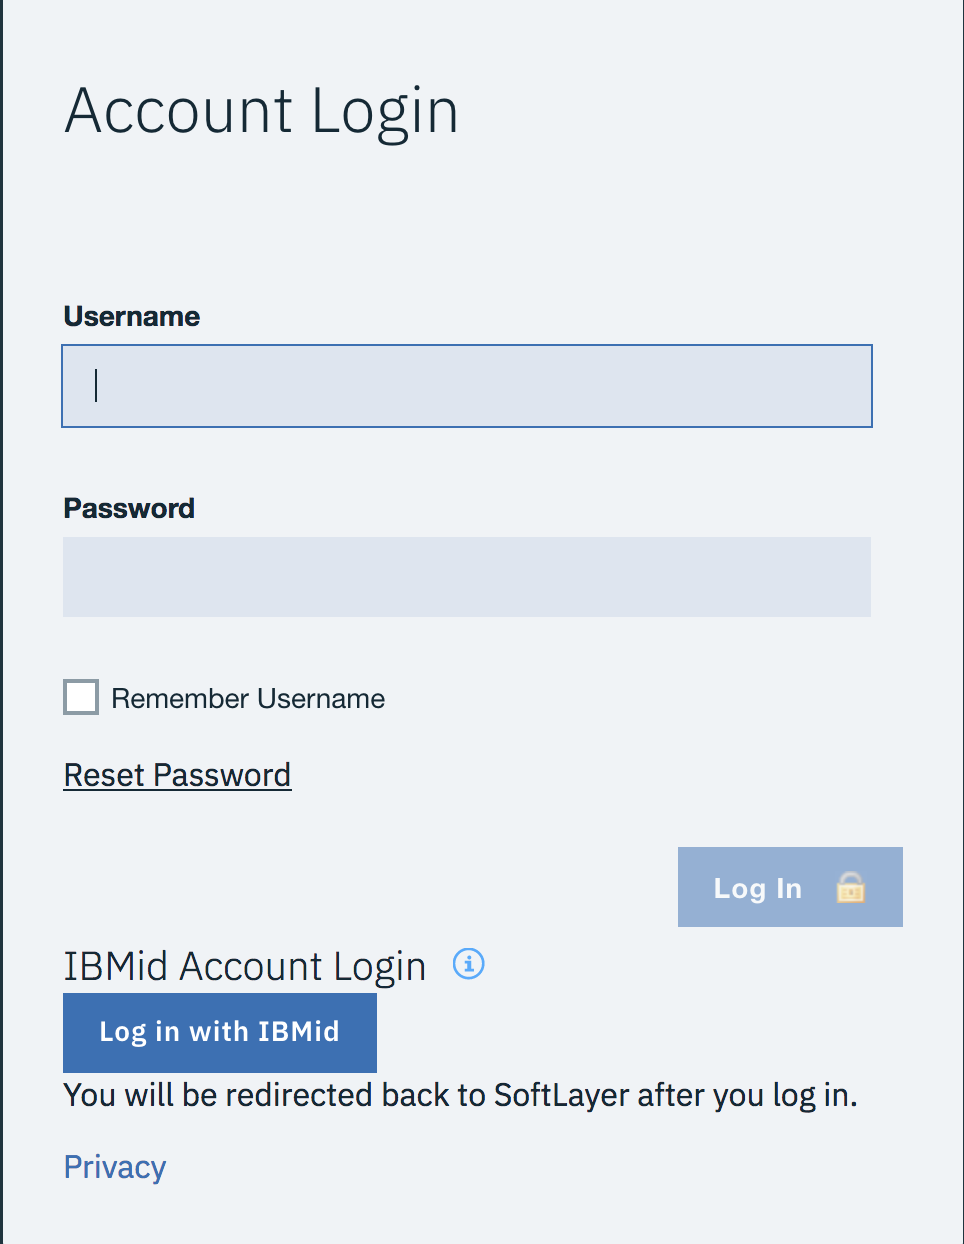 Account Login
Username
Password
Remember Username
Reset Password
Log In
IBMid Account Login
Log in with IBMid
You will be redirected back to SoftLayer after you log in.
Privacy